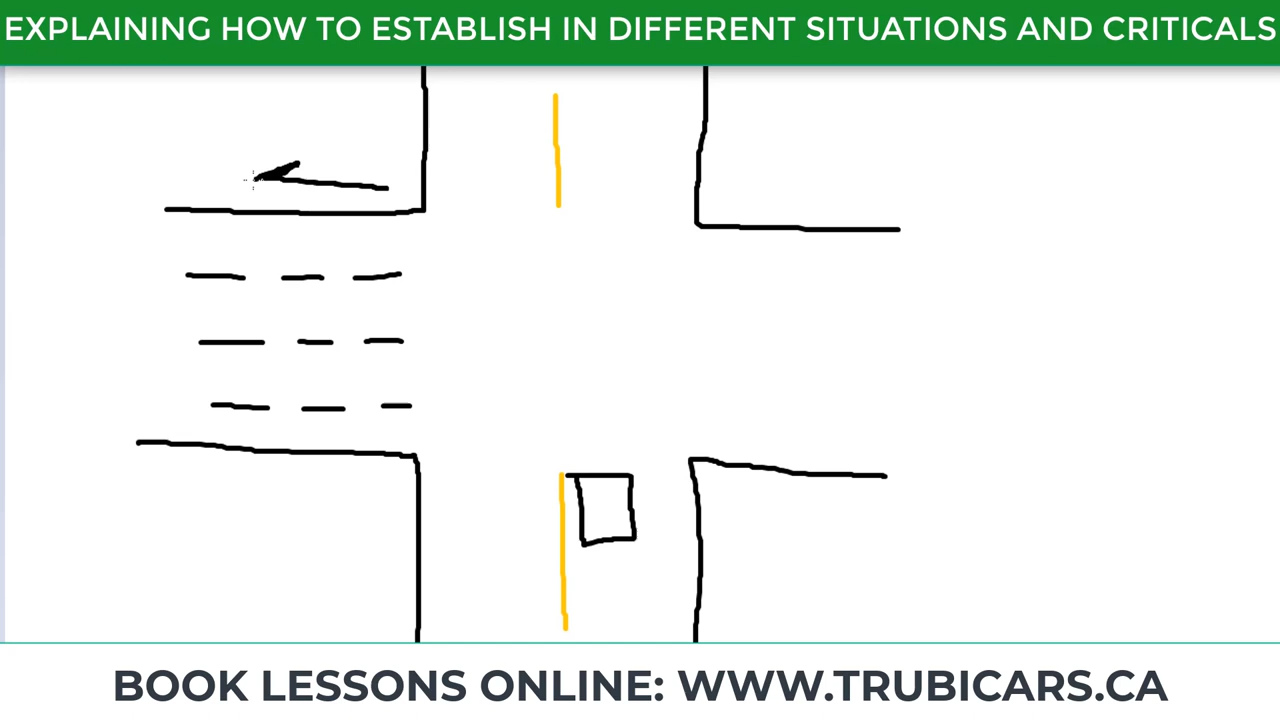 EXPLAINING HOW TO ESTABLISH IN DIFFERENT SITUATIONS AND CRITICALS
BOOK LESSONS ONLINE: WWW.TRUBICARS.CA